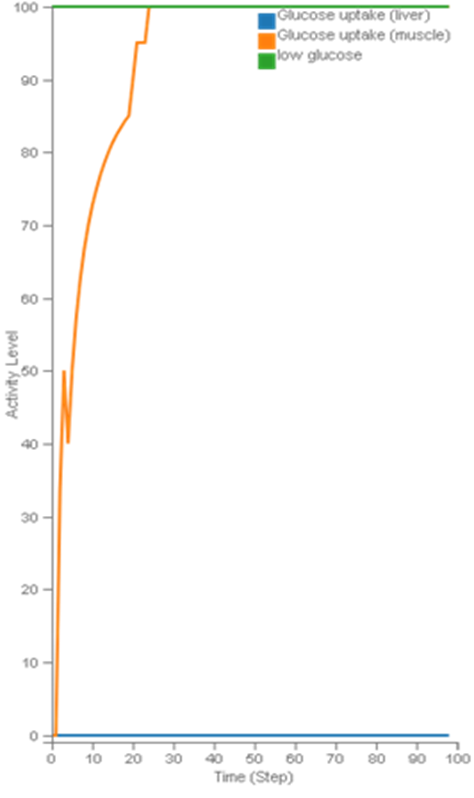 Glucose uptake (liver)
Glucose uptake (muscle)
low glucose
100
90
80
70
60
50
40
30
20
10
0
Activity Level
0 10 20 30 40 50 60 70 80 90 100
Time (Step)